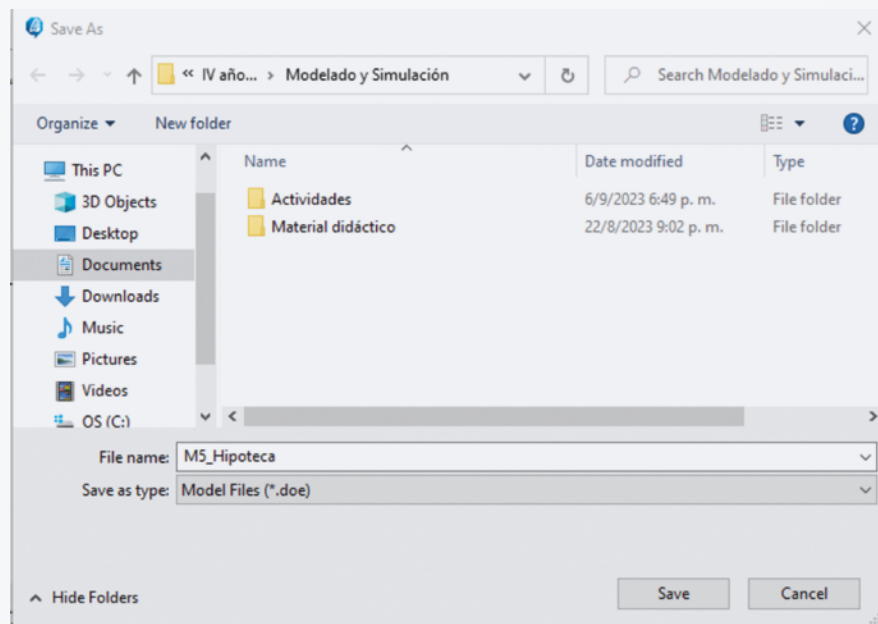 Save As
« IV año... > Modelado y Simulación
Search Modelado y Simulaci...
Organize
New folder
?
Name
Date modified
Type
This PC
3D Objects
Desktop
Documents
Downloads
Music
Pictures
Videos
OS (C:)
Actividades
6/9/2023 6:49 p. m.
File folder
Material didáctico
22/8/2023 9:02 p. m.
File folder
File name: M5_Hipoteca
Save as type: Model Files (*.doe)
Hide Folders
Save
Cancel